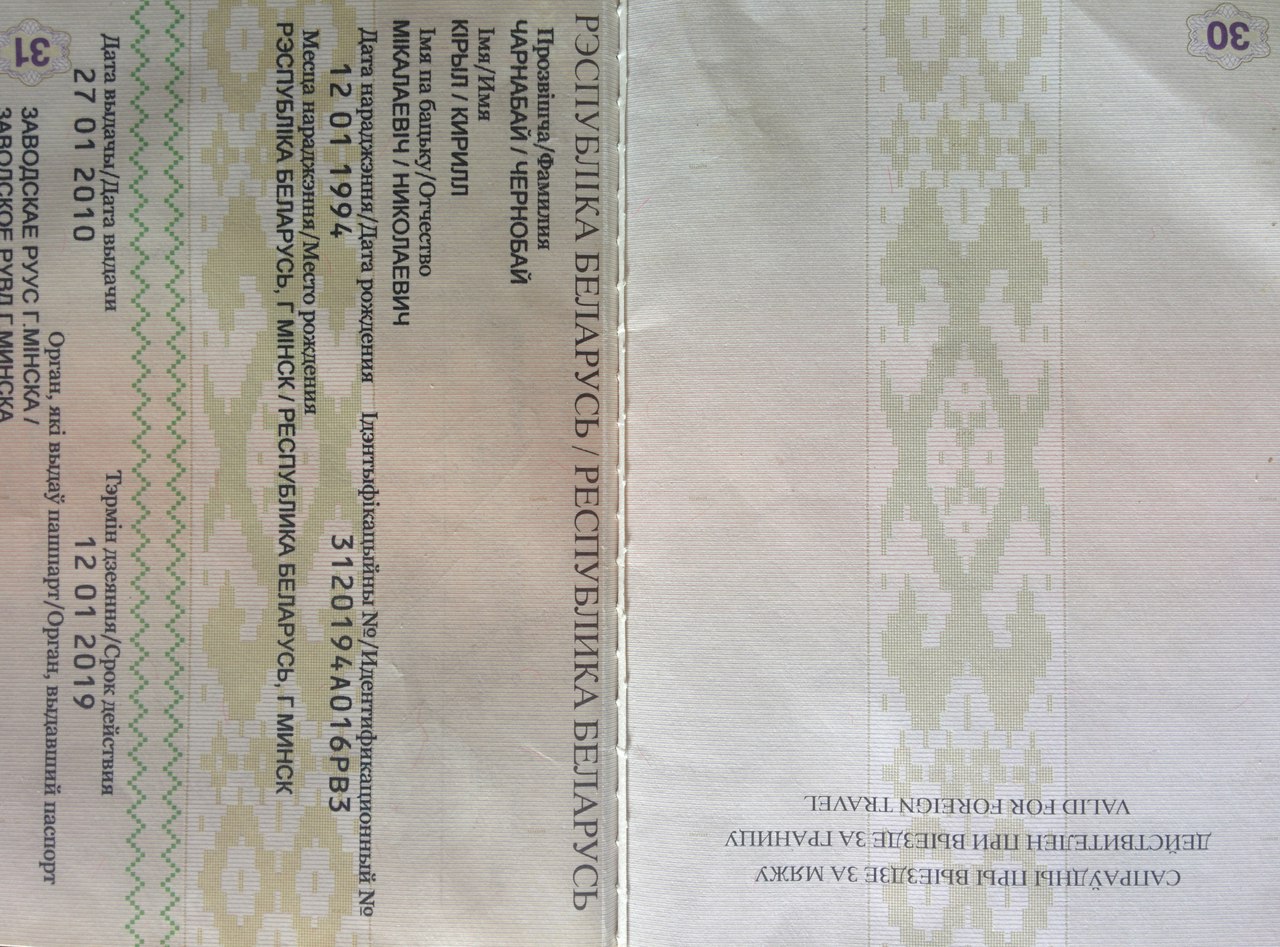 30
САПРАЎДНЫ ПРЫ ВЫЕЗДЗЕ ЗА МЯЖУ
ДЕЙСТВИТЕЛЕН ПРИ ВЫЕЗДЕ ЗА ГРАНИЦУ
VALID FOR FOREIGN TRAVEL
РЭСПУБЛІКА БЕЛАРУСЬ / РЕСПУБЛИКА БЕЛАРУСЬ
Прозвішча/Фамилия
ЧАРНАБАЙ / ЧЕРНОБАЙ
Імя/Имя
КІРЫЛ / КИРИЛЛ
Імя па бацьку/Отчество
МІКАЛАЕВІЧ / НИКОЛАЕВИЧ
Дата нараджэння/Дата рождения Ідэнтыфікацыйны №/Идентификационный №
12 01 1994 3120194A016PB3
Месца нараджэння/Место рождения
РЭСПУБЛІКА БЕЛАРУСЬ, Г МІНСК / РЕСПУБЛИКА БЕЛАРУСЬ, Г МИНСК
Дата выдачы/Дата выдачи Тэрмін дзеяння/Срок действия
27 01 2010 12 01 2019
Орган, які выдаў пашпарт/Орган, выдавший паспорт
ЗАВОДСКАЕ РУУС Г.МІНСКА /
ЗАВОДСКОЕ РУВД Г.МИНСКА
31